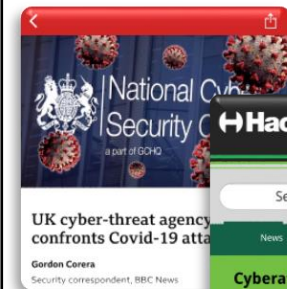 National Cyb
Security C
a part of GCHQ
Hac
Se
News
UK cyber-threat agency
confronts Covid-19 atta
Gordon Corera
Security correspondent, BBC News
Cybera